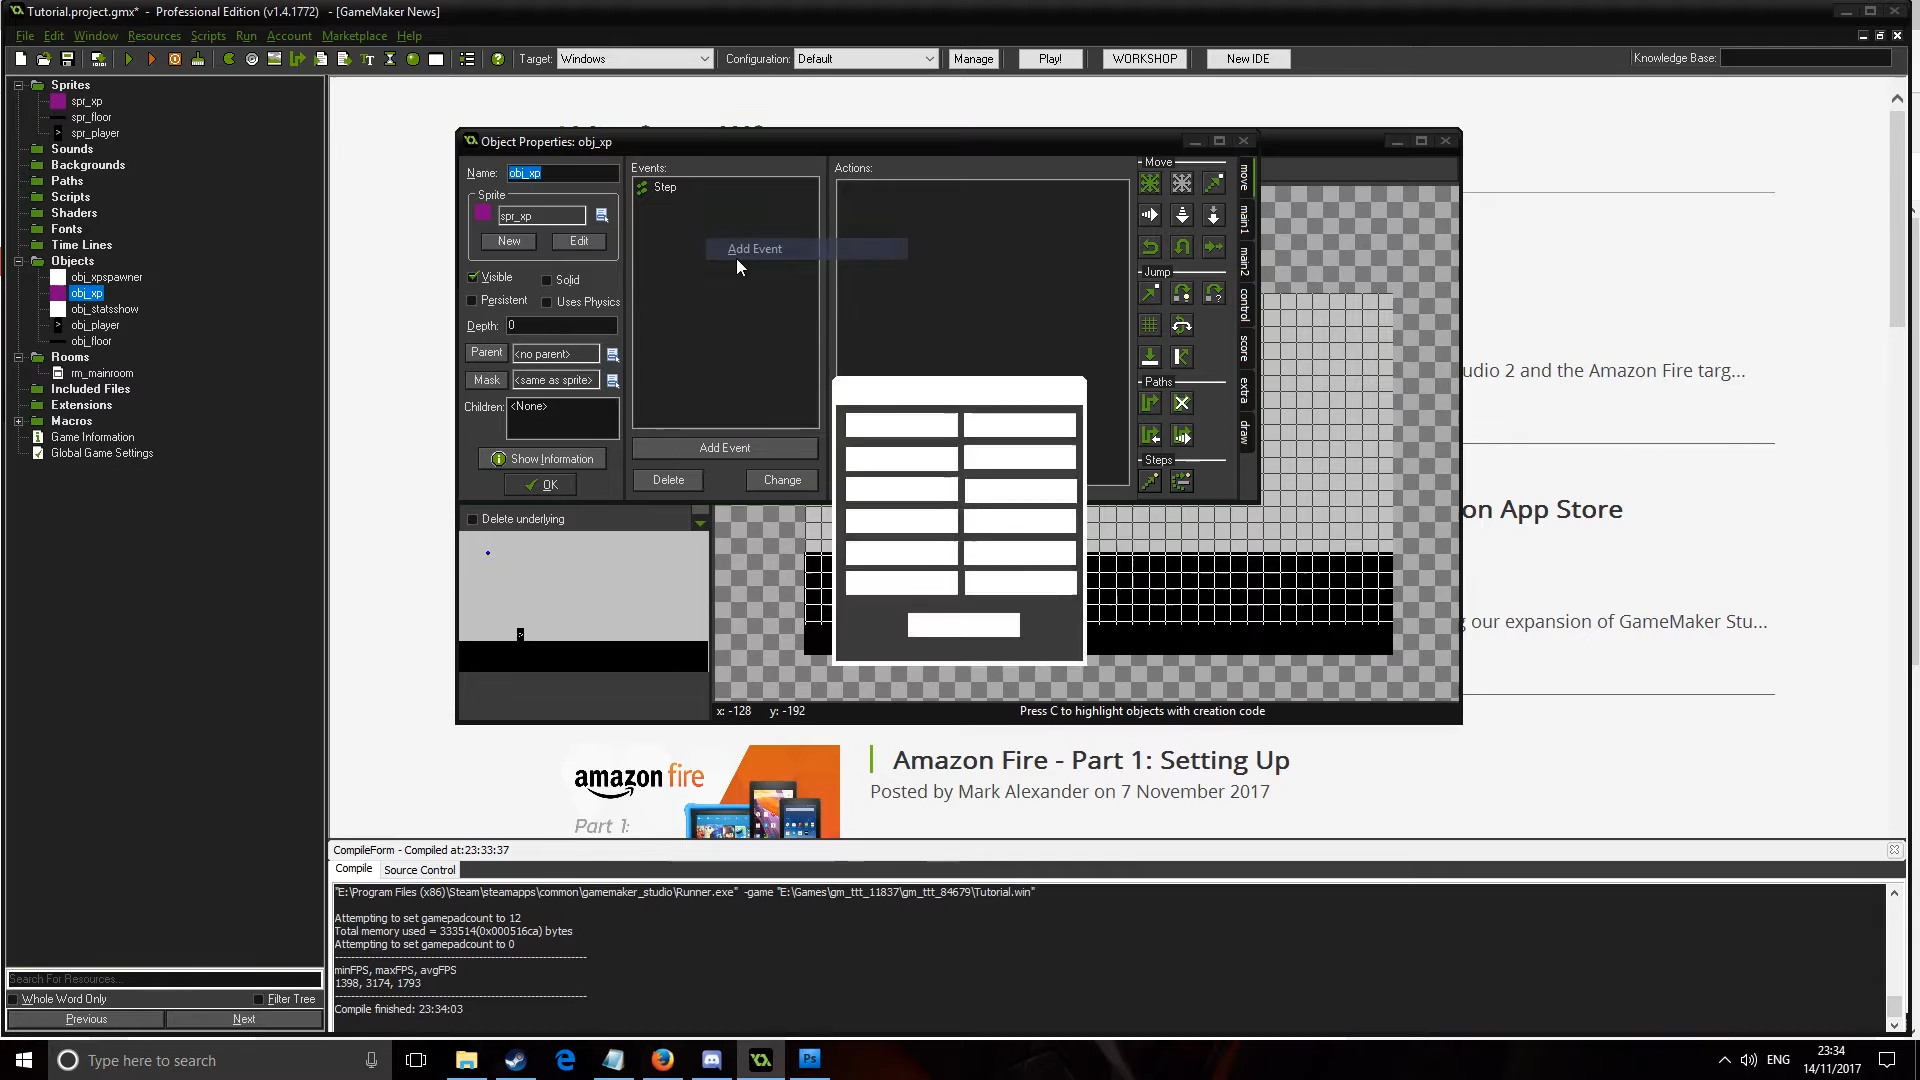 Tutorial.project.gmx* - Professional Edition (v1.4.1772) - [GameMaker News]
File Edit Window Resources Scripts Run Account Marketplace Help
Target: Windows Configuration: Default Manage Play! WORKSHOP New IDE Knowledge Base:
Sprites
spr_xp
spr_floor
spr_player
Sounds
Backgrounds
Paths
Scripts
Shaders
Fonts
Time Lines
Objects
obj_xpspawner
obj_xp
obj_statsshow
obj_player
obj_floor
Rooms
rm_mainroom
Included Files
Extensions
Macros
Game Information
Global Game Settings
Search For Resources...
Whole Word Only Filter Tree
Previous Next
Object Properties: obj_xp
Name: obj_xp
Sprite
spr_xp
New Edit
Visible Solid
Persistent Uses Physics
Depth: 0
Parent <no parent>
Mask <same as sprite>
Children: <None>
Show Information
OK
Events:
Step
Add Event
Add Event
Delete Change
Actions:
Move
Jump
Paths
Steps
move
main1
main2
control
score
extra
draw
Delete underlying
x: -128 y: -192 Press C to highlight objects with creation code
udio 2 and the Amazon Fire targ...
on App Store
g our expansion of GameMaker Stu...
amazon fire
Part 1:
Amazon Fire - Part 1: Setting Up
Posted by Mark Alexander on 7 November 2017
CompileForm - Compiled at:23:33:37
Compile Source Control
"E:\Program Files (x86)\Steam\steamapps\common\gamemaker_studio\Runner.exe" -game "E:\Games\gm_ttt_11837\gm_ttt_84679\Tutorial.win"
Attempting to set gamepadcount to 12
Total memory used = 333514(0x000516ca) bytes
Attempting to set gamepadcount to 0
minFPS, maxFPS, avgFPS
1398, 3174, 1793
Compile finished: 23:34:03
Type here to search
Ps
ENG
23:34
14/11/2017